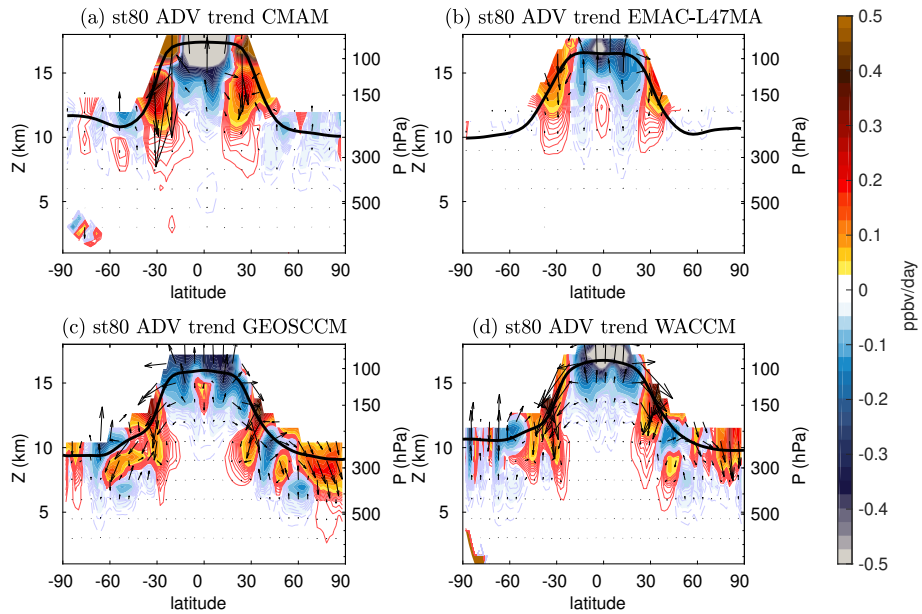 (a) st80 ADV trend CMAM
(b) st80 ADV trend EMAC-L47MA
15
10
5
Z (km)
100
150
300
500
P (hPa)
-90 -60 -30 0 30 60 90
latitude
15
10
5
Z (km)
100
150
300
500
P (hPa)
-90 -60 -30 0 30 60 90
latitude
(c) st80 ADV trend GEOSCCM
(d) st80 ADV trend WACCM
15
10
5
Z (km)
100
150
300
500
P (hPa)
-90 -60 -30 0 30 60 90
latitude
15
10
5
Z (km)
100
150
300
500
P (hPa)
-90 -60 -30 0 30 60 90
latitude
0.5
0.4
0.3
0.2
0.1
0
-0.1
-0.2
-0.3
-0.4
-0.5
ppbv/day